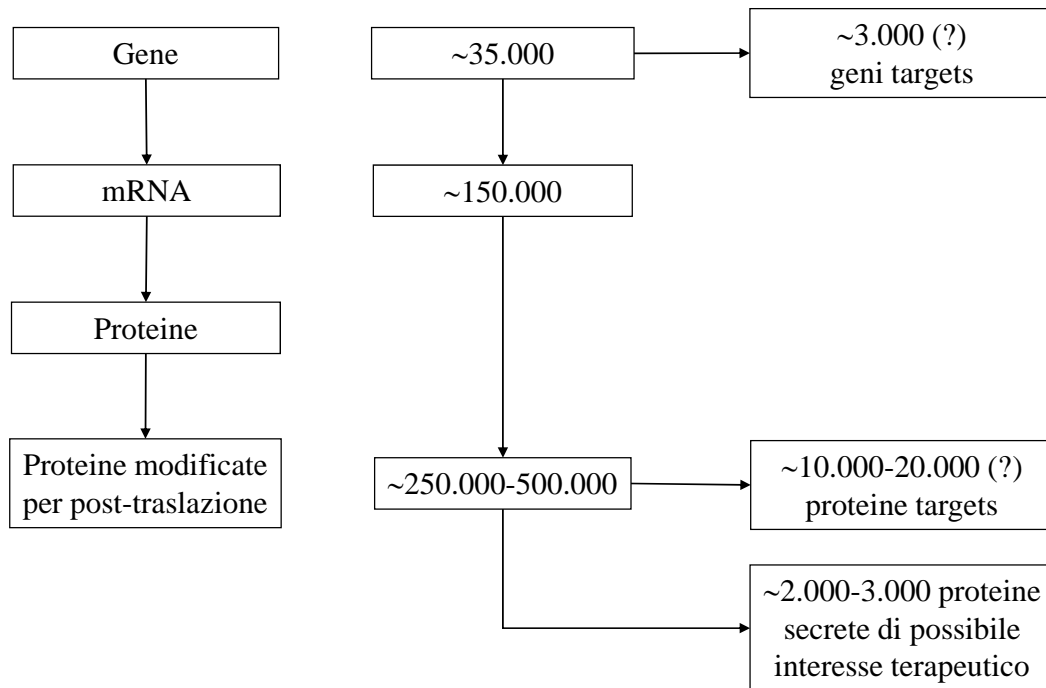 Gene
~35.000
~3.000 (?)
geni targets
mRNA
~150.000
Proteine
Proteine modificate
per post-traslazione
~250.000-500.000
~10.000-20.000 (?)
proteine targets
~2.000-3.000 proteine
secrete di possibile
interesse terapeutico